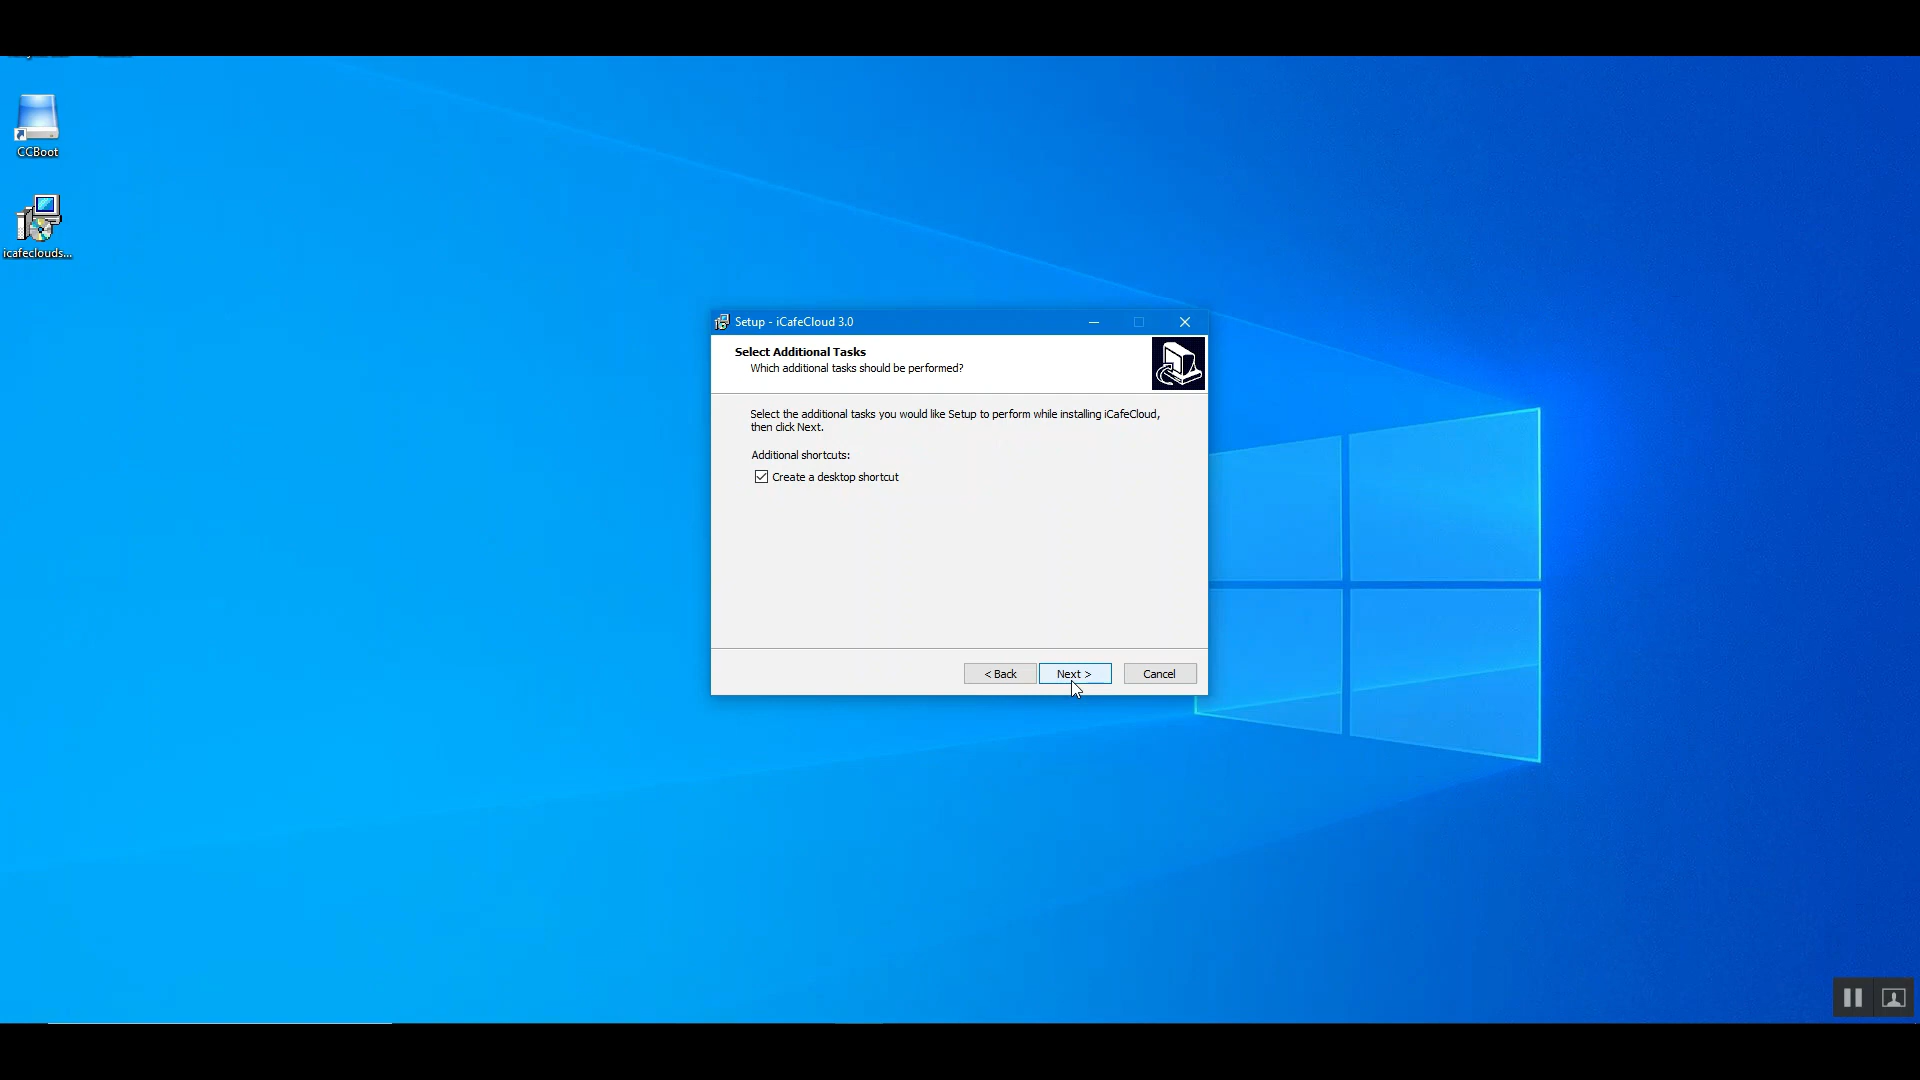 CCBoot
icafeclouds...
Setup - iCafeCloud 3.0
Select Additional Tasks
Which additional tasks should be performed?
Select the additional tasks you would like Setup to perform while installing iCafeCloud,
then click Next.
Additional shortcuts:
Create a desktop shortcut
< Back
Next >
Cancel